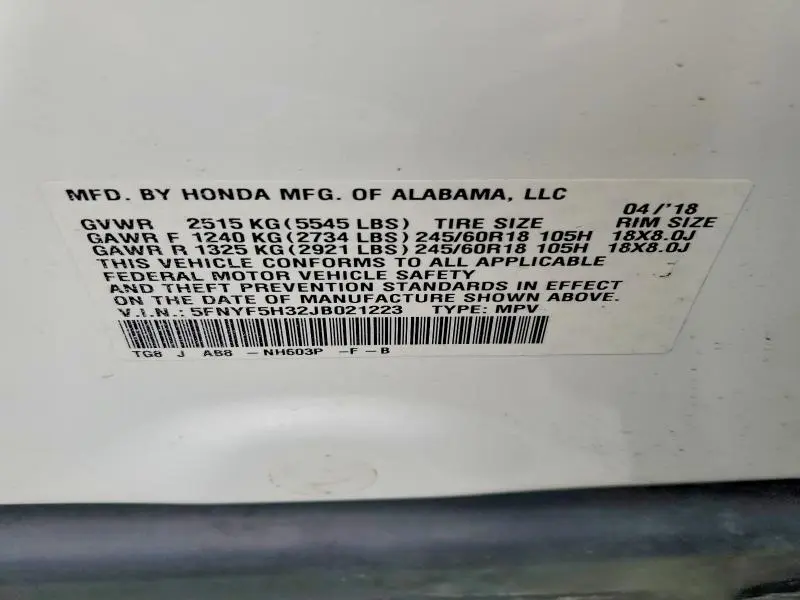 MFD. BY HONDA MFG. OF ALABAMA, LLC 04/'18
GVWR 2515 KG (5545 LBS) TIRE SIZE RIM SIZE
GAWR F 1240 KG (2734 LBS) 245/60R18 105H 18X8.0J
GAWR R 1325 KG (2921 LBS) 245/60R18 105H 18X8.0J
THIS VEHICLE CONFORMS TO ALL APPLICABLE
FEDERAL MOTOR VEHICLE SAFETY
AND THEFT PREVENTION STANDARDS IN EFFECT
ON THE DATE OF MANUFACTURE SHOWN ABOVE.
V.I.N.: 5FNYF5H32JB021223 TYPE: MPV
TG8 J AB8 -NH603P -F-B